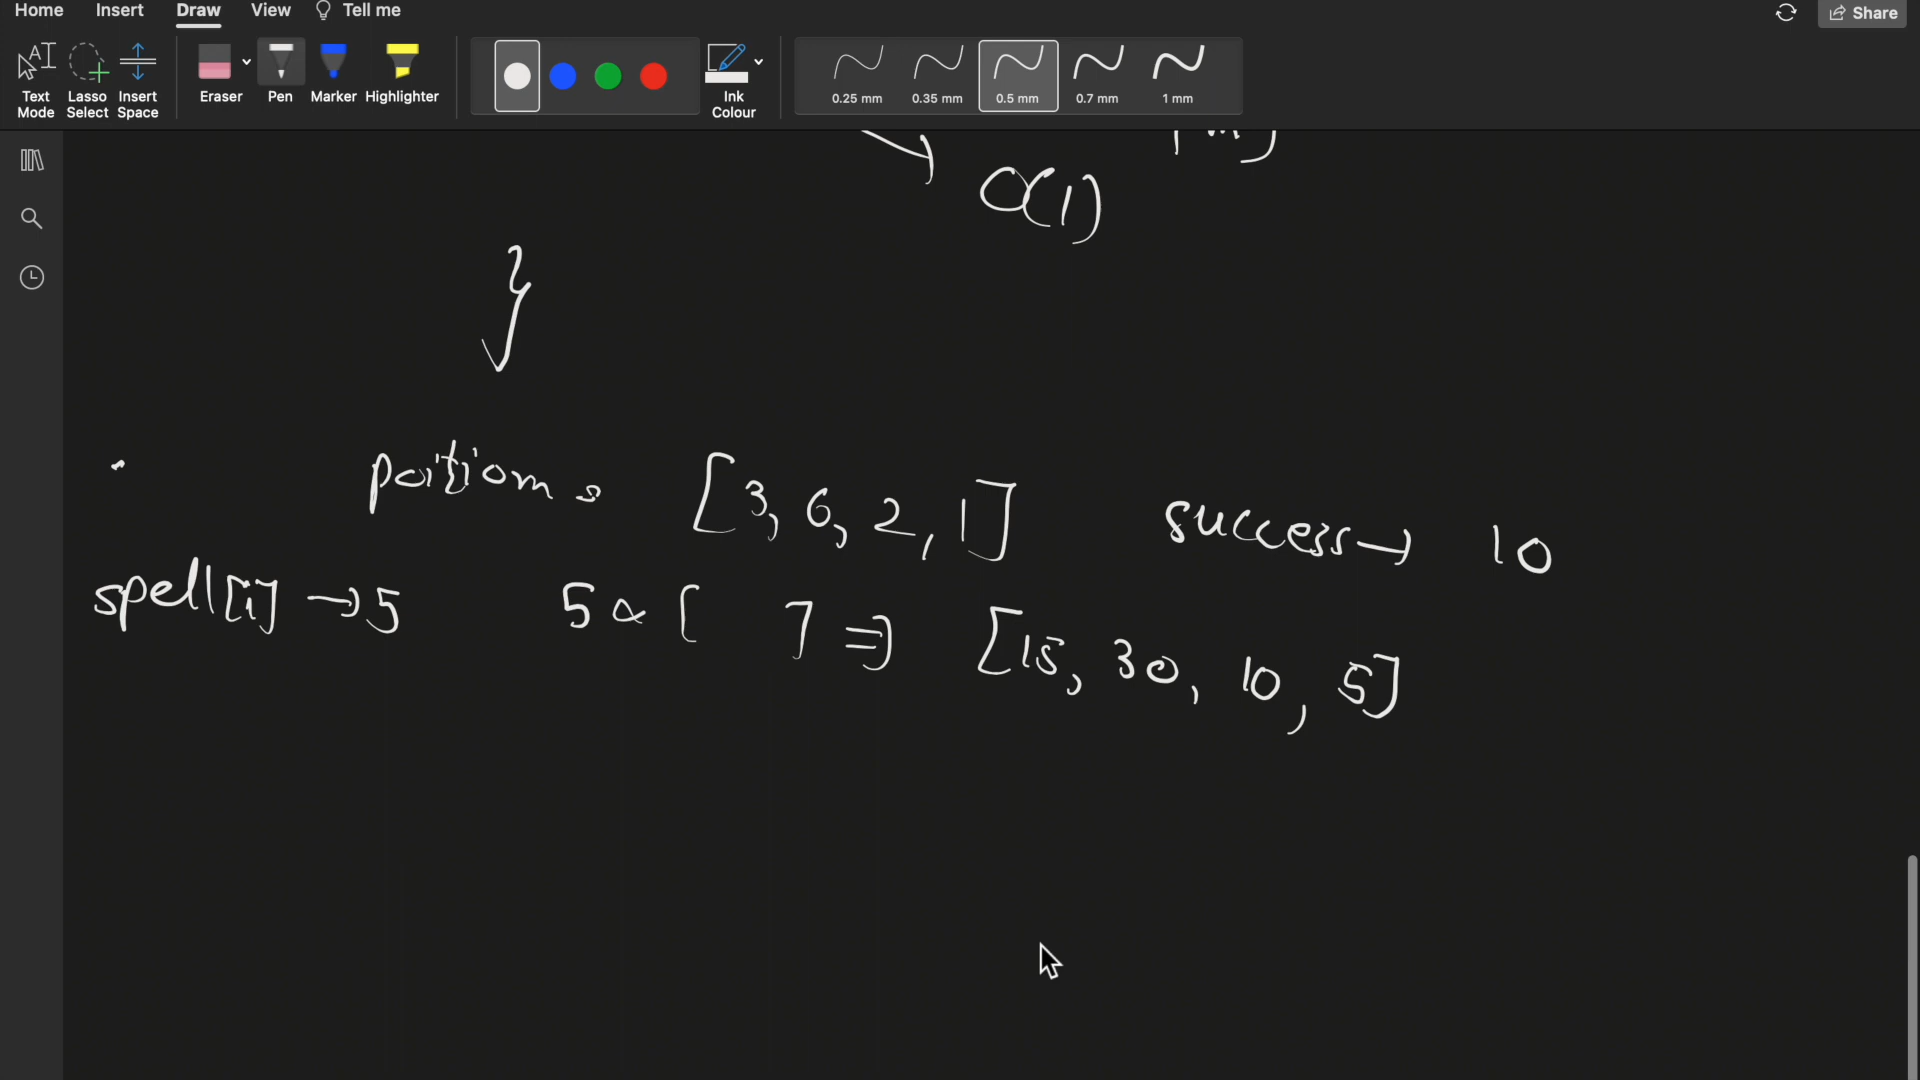 Home Insert Draw View Tell me Share
Text Mode Lasso Select Insert Space Eraser Pen Marker Highlighter Ink Colour 0.25 mm 0.35 mm 0.5 mm 0.7 mm 1 mm
O(1)
}
portions [3, 6, 2, 1] success → 10
spell[i] → 5 5 × [ ] ⇒ [15, 30, 10, 5]